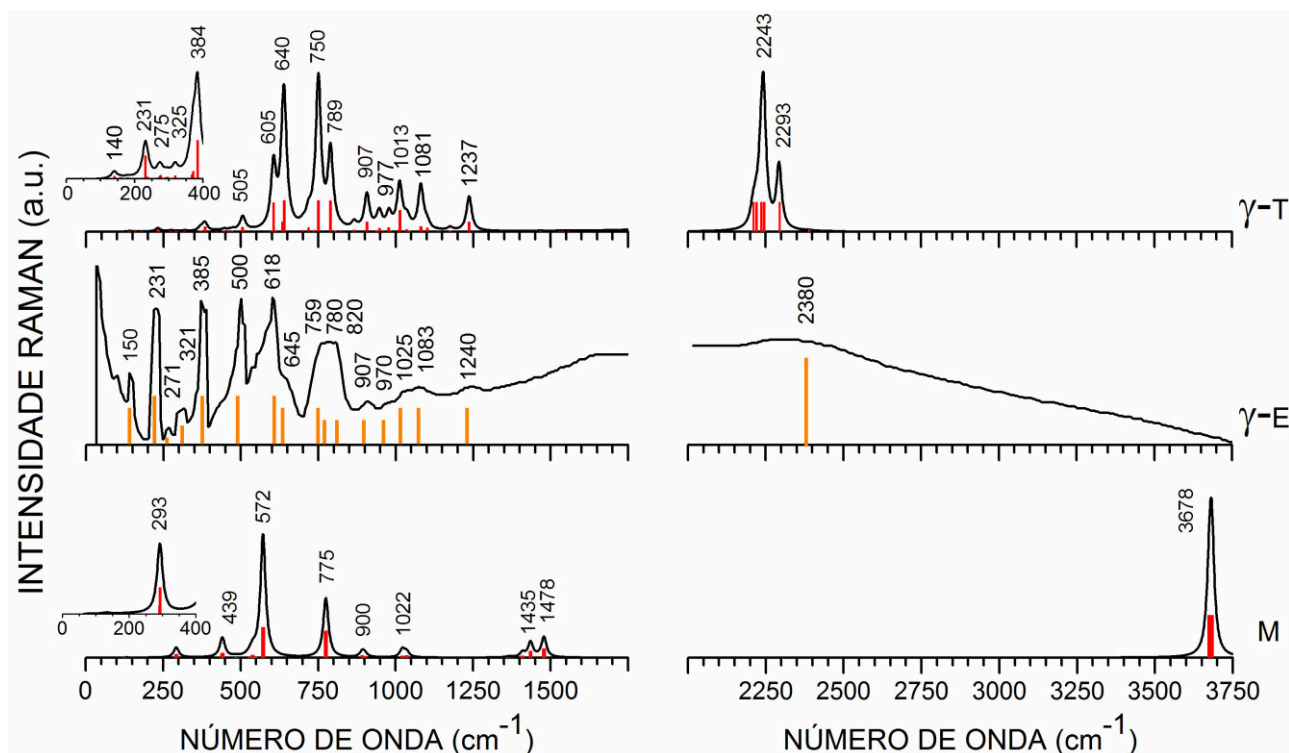 INTENSIDADE RAMAN (a.u.)
140 231 275 325 384 505 605 640 750 789 907 977 1013 1081 1237 2243 2293
0 200 400
γ-T
150 231 271 321 385 500 618 645 759 780 820 907 970 1025 1083 1240 2380
γ-E
293 439 572 775 900 1022 1435 1478 3678
0 200 400
M
0 250 500 750 1000 1250 1500 2250 2500 2750 3000 3250 3500 3750
NÚMERO DE ONDA (cm⁻¹) NÚMERO DE ONDA (cm⁻¹)